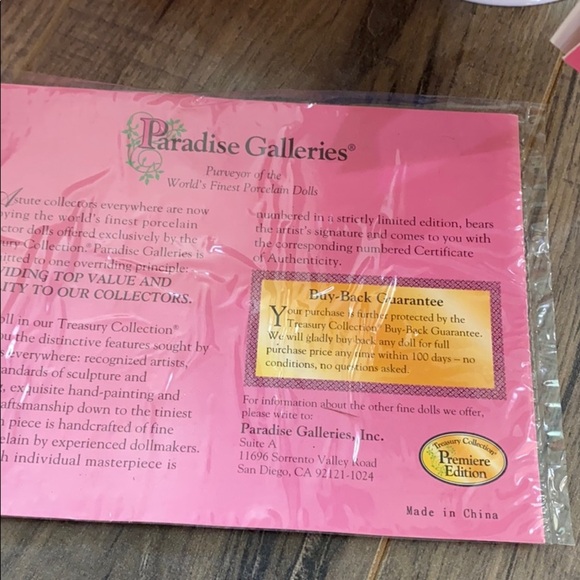 Paradise Galleries®
Purveyor of the
World's Finest Porcelain Dolls
Astute collectors everywhere are now
ying the world's finest porcelain
ctor dolls offered exclusively by the
ury Collection.® Paradise Galleries is
itted to one overriding principle:
VIDING TOP VALUE AND
LITY TO OUR COLLECTORS.
oll in our Treasury Collection®
ou the distinctive features sought by
everywhere: recognized artists,
andards of sculpture and
exquisite hand-painting and
aftsmanship down to the tiniest
n piece is handcrafted of fine
elain by experienced dollmakers.
h individual masterpiece is
numbered in a strictly limited edition, bears
the artist's signature and comes to you with
the corresponding numbered Certificate
of Authenticity.
Buy-Back Guarantee
Your purchase is further protected by the
Treasury Collection® Buy-Back Guarantee.
We will gladly buy back any doll for full
purchase price any time within 100 days – no
conditions, no questions asked.
For information about the other fine dolls we offer,
please write to:
Paradise Galleries, Inc.
Suite A
11696 Sorrento Valley Road
San Diego, CA 92121-1024
Treasury Collection®
Premiere
Edition
Made in China